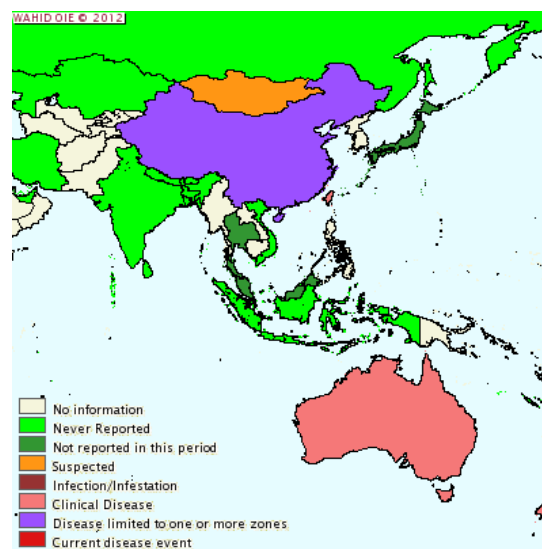 WAHID OIE © 2012
No information
Never Reported
Not reported in this period
Suspected
Infection/Infestation
Clinical Disease
Disease limited to one or more zones
Current disease event